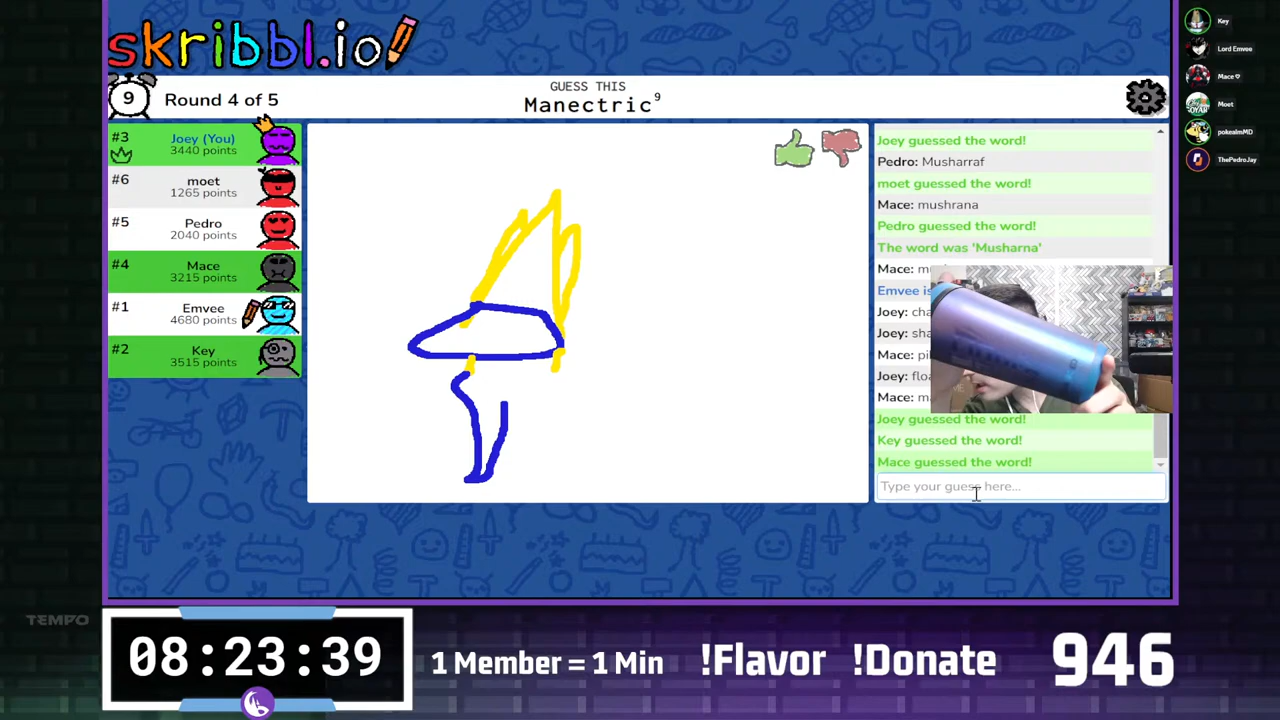 skribbl.io
9
Round 4 of 5
GUESS THIS
Manectric9
#3
Joey (You)
3440 points
#6
moet
1265 points
#5
Pedro
2040 points
#4
Mace
3215 points
#1
Emvee
4680 points
#2
Key
3515 points
Joey guessed the word!
Pedro: Musharraf
moet guessed the word!
Mace: mushrana
Pedro guessed the word!
The word was 'Musharna'
Mace:
Emvee is
Joey:
Joey:
Mace:
Joey:
Mace:
Joey guessed the word!
Key guessed the word!
Mace guessed the word!
Type your guess here...
Key
Lord Emvee
Mace
Moet
pokealmMD
ThePedroJay
TEMPO
08:23:39
1 Member = 1 Min
!Flavor
!Donate
946